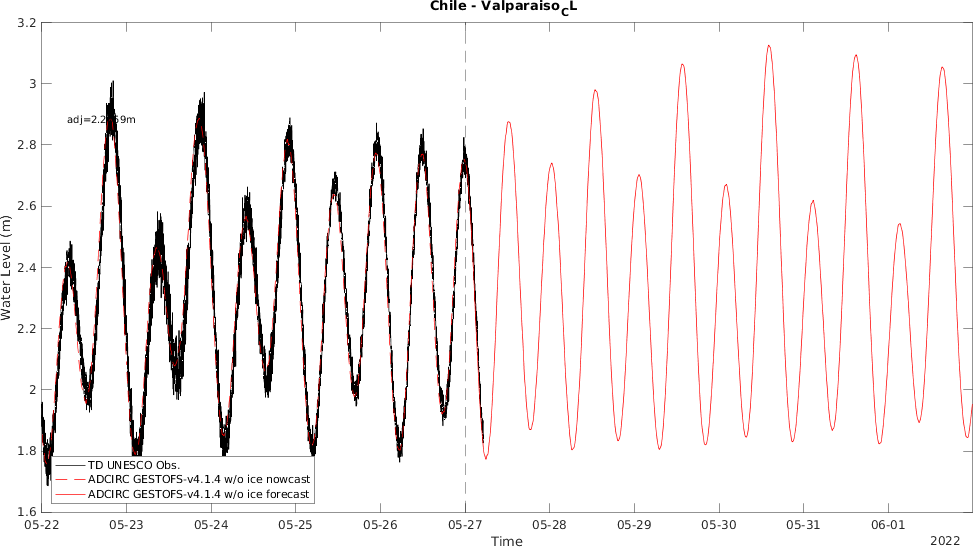 Chile - Valparaiso_CL
3.2
3
2.8
2.6
2.4
2.2
2
1.8
1.6
Water Level (m)
TD UNESCO Obs.
ADCIRC GESTOFS-v4.1.4 w/o ice nowcast
ADCIRC GESTOFS-v4.1.4 w/o ice forecast
05-22 05-23 05-24 05-25 05-26 05-27 05-28 05-29 05-30 05-31 06-01
Time
2022